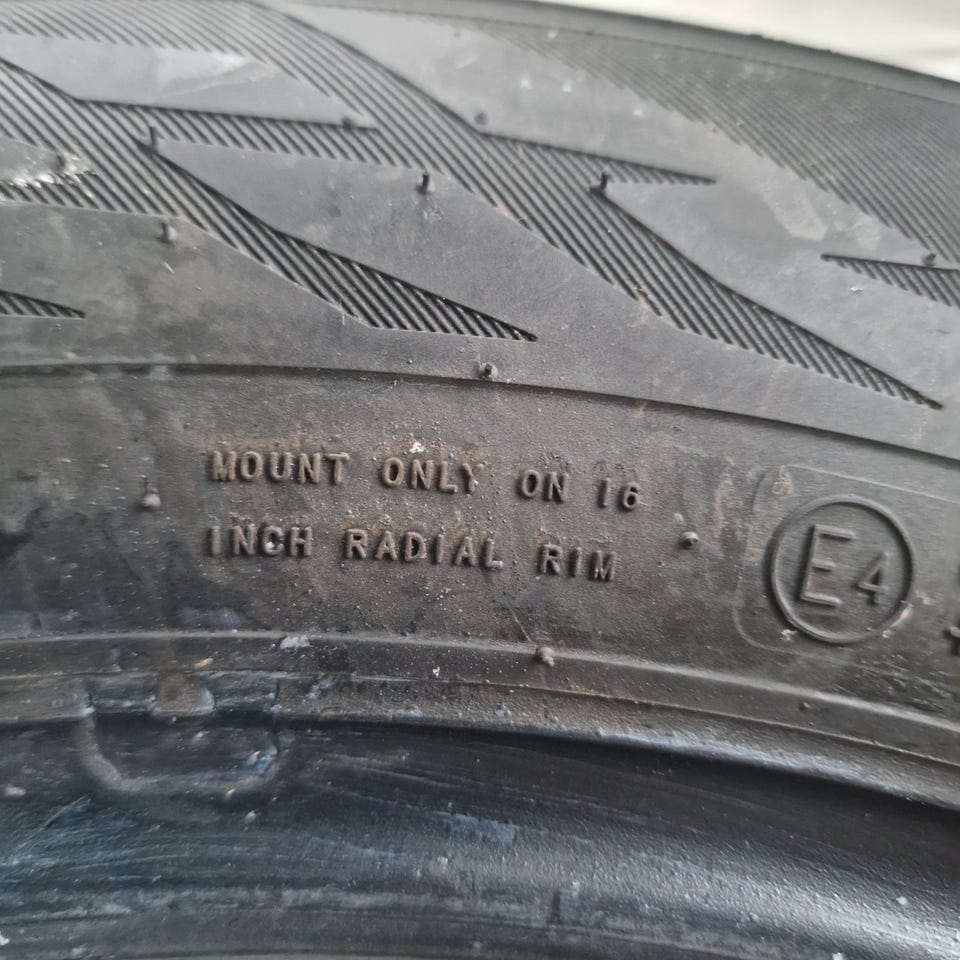 MOUNT ONLY ON 16
INCH RADIAL RIM
E4